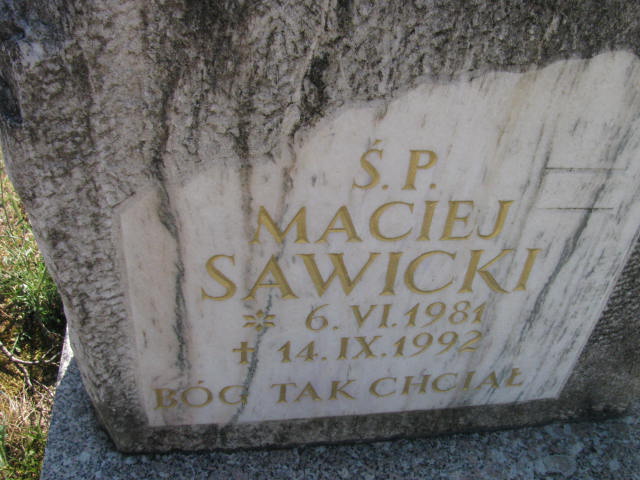 Ś.P.
MACIEJ
SAWICKI
* 6.VI.1981
† 14.IX.1992
BÓG TAK CHCIAŁ